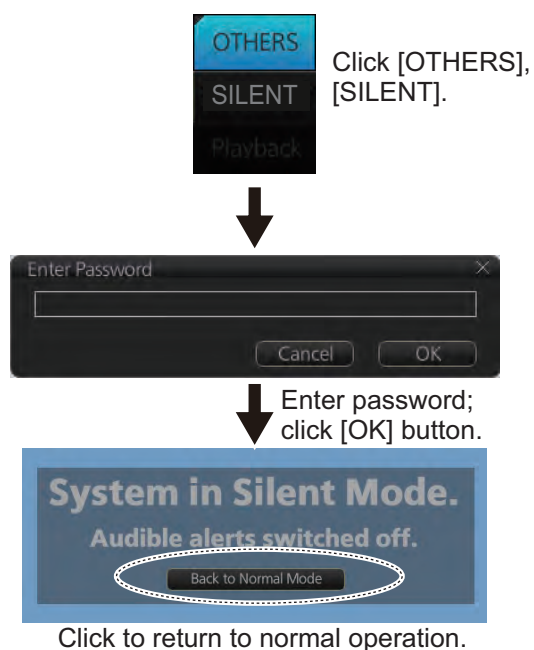 OTHERS
SILENT
Playback
Click [OTHERS],
[SILENT].
Enter Password
Cancel OK
Enter password;
click [OK] button.
System in Silent Mode.
Audible alerts switched off.
Back to Normal Mode
Click to return to normal operation.